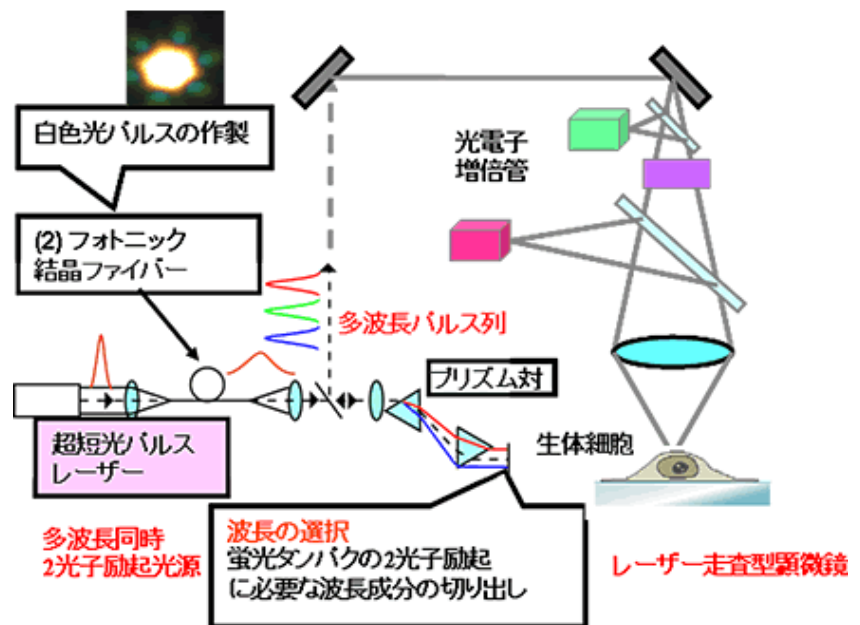 白色光パルスの作製
(2) フォトニック
結晶ファイバー
光電子
増倍管
多波長パルス列
プリズム対
超短光パルス
レーザー
生体細胞
多波長同時
2光子励起光源
波長の選択
蛍光タンパクの2光子励起
に必要な波長成分の切り出し
レーザー走査型顕微鏡